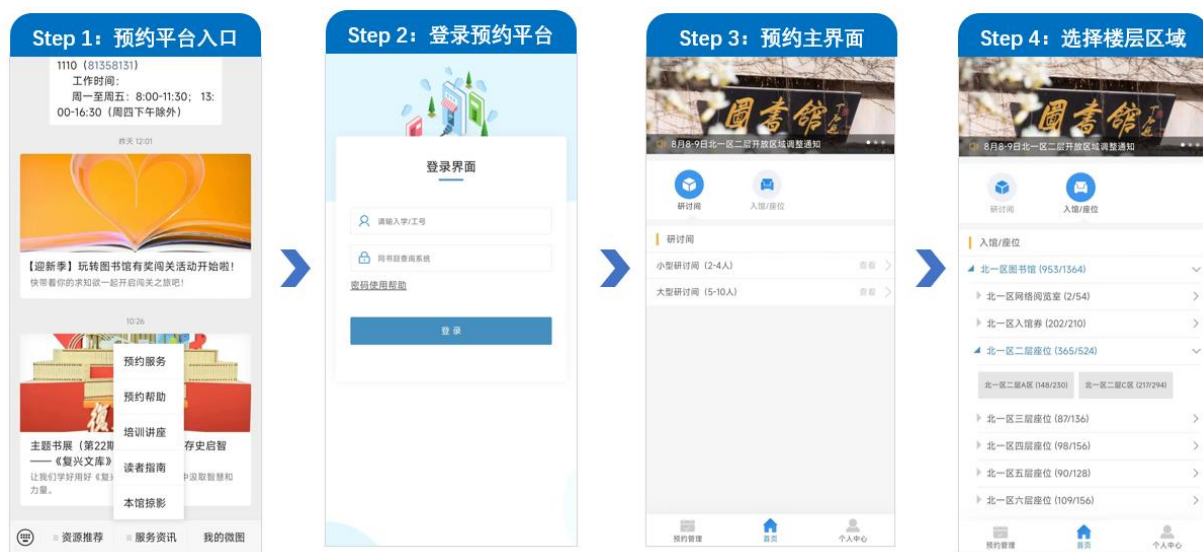 Step 1：预约平台入口
1110（81358131）
工作时间：
周一至周五：8:00-11:30；13:
00-16:30（周四下午除外）
昨天 12:01
【迎新季】玩转图书馆有奖闯关活动开始啦！
快带着你的求知欲一起开启闯关之旅吧！
10:26
预约服务
预约帮助
培训讲座
读者指南
本馆掠影
主题书展（第22期
存史启智
——《复兴文库》
让我们学好用好《复
中汲取智慧和
力量。
资源推荐
服务资讯
我的微图
Step 2：登录预约平台
登录界面
请输入学/工号
同书目查询系统
密码使用帮助
登录
Step 3：预约主界面
圖書館
8月8-9日北一区二层开放区域调整通知
研讨间
入馆/座位
研讨间
小型研讨间（2-4人）
查看
大型研讨间（5-10人）
查看
预约管理
首页
个人中心
Step 4：选择楼层区域
圖書館
8月8-9日北一区二层开放区域调整通知
研讨间
入馆/座位
入馆/座位
北一区图书馆 (953/1364)
北一区网络阅览室 (2/54)
北一区入馆券 (202/210)
北一区二层座位 (365/524)
北一区二层A区 (148/230)
北一区二层C区 (217/294)
北一区三层座位 (87/136)
北一区四层座位 (98/156)
北一区五层座位 (90/128)
北一区六层座位 (109/156)
预约管理
首页
个人中心